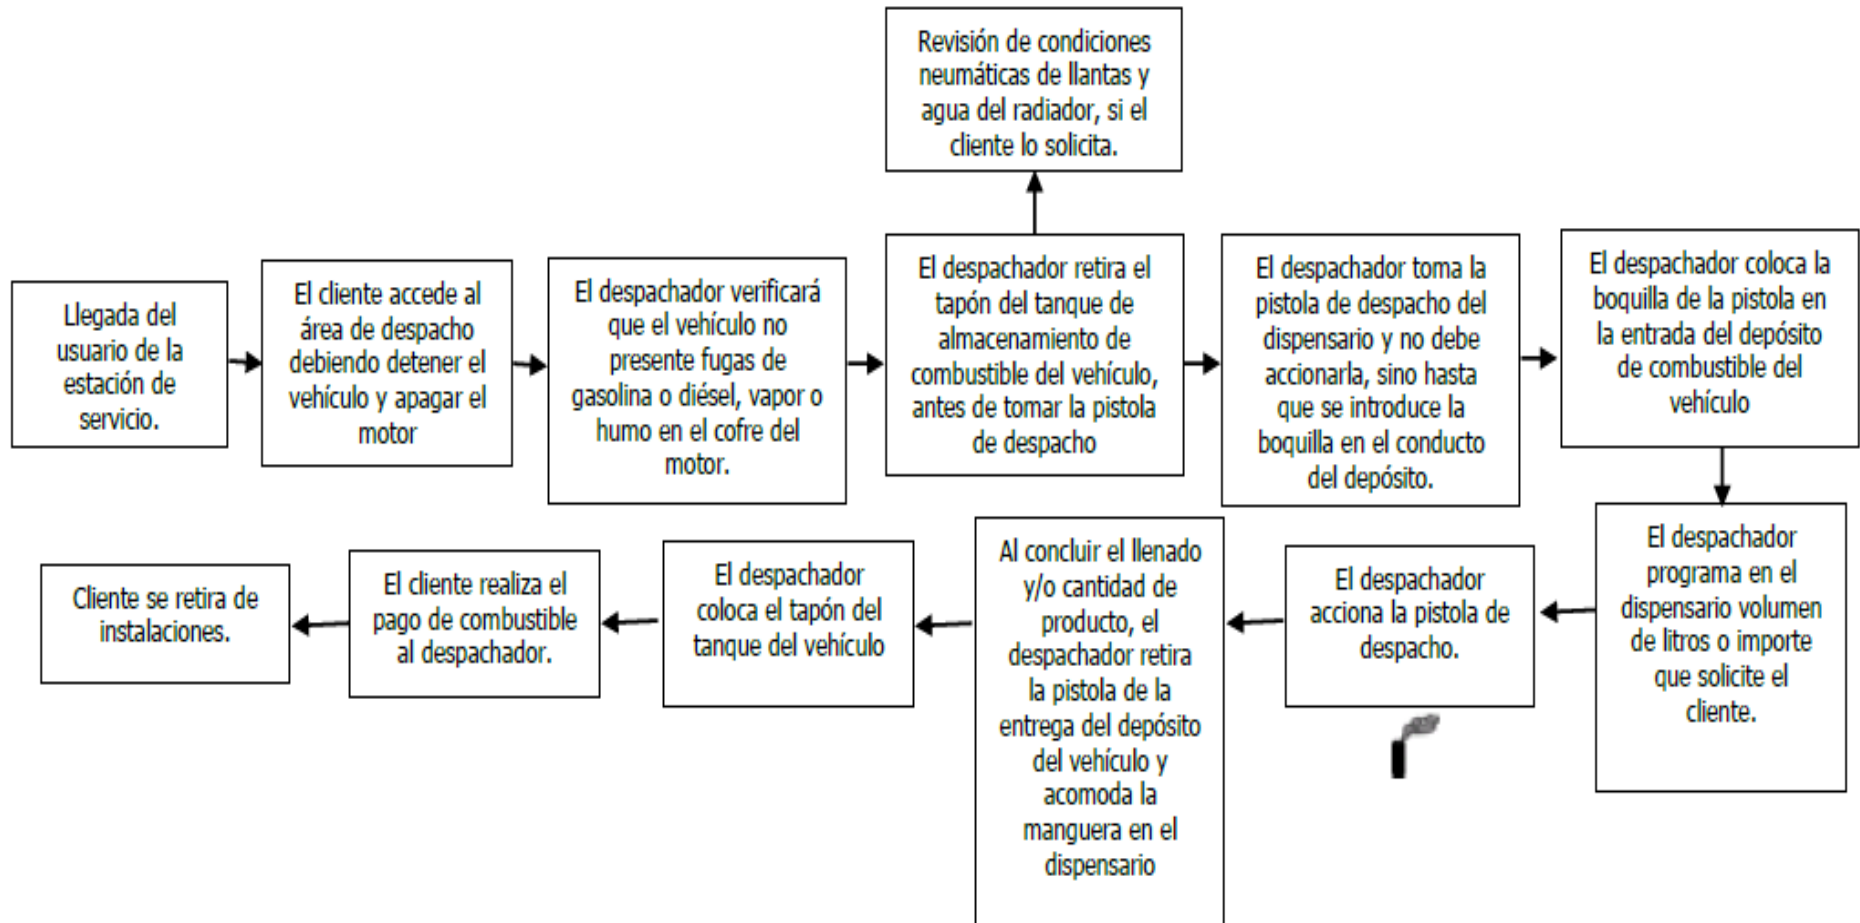 Revisión de condiciones
neumáticas de llantas y
agua del radiador, si el
cliente lo solicita.
Llegada del
usuario de la
estación de
servicio.
El cliente accede al
área de despacho
debiendo detener el
vehículo y apagar el
motor
El despachador verificará
que el vehículo no
presente fugas de
gasolina o diésel, vapor o
humo en el cofre del
motor.
El despachador retira el
tapón del tanque de
almacenamiento de
combustible del vehículo,
antes de tomar la pistola
de despacho
El despachador toma la
pistola de despacho del
dispensario y no debe
accionarla, sino hasta
que se introduce la
boquilla en el conducto
del depósito.
El despachador coloca la
boquilla de la pistola en
la entrada del depósito
de combustible del
vehículo
El despachador
programa en el
dispensario volumen
de litros o importe
que solicite el
cliente.
El despachador
acciona la pistola de
despacho.
Al concluir el llenado
y/o cantidad de
producto, el
despachador retira
la pistola de la
entrega del depósito
del vehículo y
acomoda la
manguera en el
dispensario
El despachador
coloca el tapón del
tanque del vehículo
El cliente realiza el
pago de combustible
al despachador.
Cliente se retira de
instalaciones.